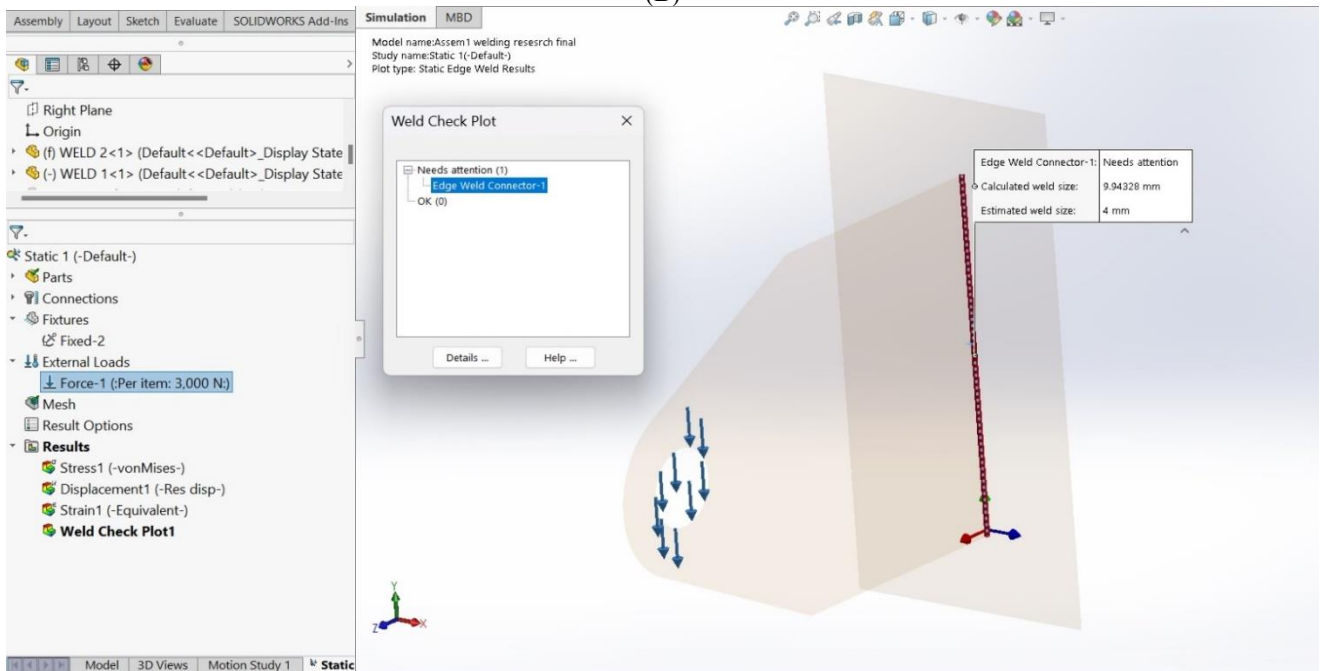 Assembly Layout Sketch Evaluate SOLIDWORKS Add-Ins Simulation MBD
Model name:Assem1 welding resesrch final
Study name:Static 1(-Default-)
Plot type: Static Edge Weld Results
Right Plane
Origin
(f) WELD 2<1> (Default<<Default>_Display State
(-) WELD 1<1> (Default<<Default>_Display State
Static 1 (-Default-)
Parts
Connections
Fixtures
Fixed-2
External Loads
Force-1 (:Per item: 3,000 N:)
Mesh
Result Options
Results
Stress1 (-vonMises-)
Displacement1 (-Res disp-)
Strain1 (-Equivalent-)
Weld Check Plot1
Weld Check Plot
Needs attention (1)
Edge Weld Connector-1
OK (0)
Details ... Help ...
Edge Weld Connector-1: Needs attention
Calculated weld size: 9.94328 mm
Estimated weld size: 4 mm
Y
Z X
Model 3D Views Motion Study 1 Static